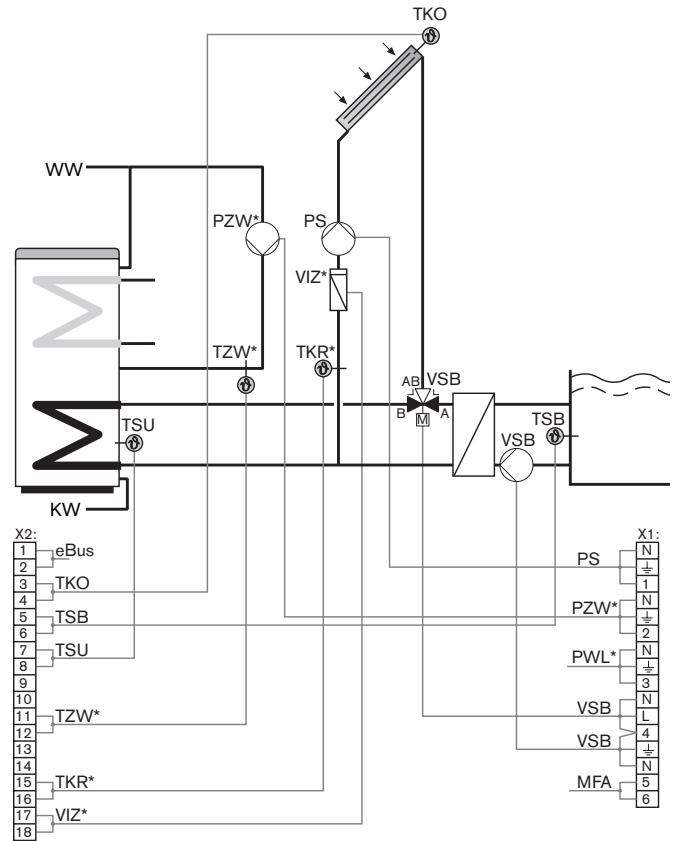 TKO
ϑ
WW
PZW*
PS
VIZ*
TZW*
ϑ
TKR*
ϑ
AB
VSB
B
A
M
TSU
ϑ
TSB
ϑ
VSB
KW
X2:
1
eBus
2
3
TKO
4
5
TSB
6
7
TSU
8
9
10
11
TZW*
12
13
14
15
TKR*
16
17
VIZ*
18
X1:
N
PS
1
N
PZW*
2
N
PWL*
3
N
VSB
L
4
VSB
N
MFA
5
6